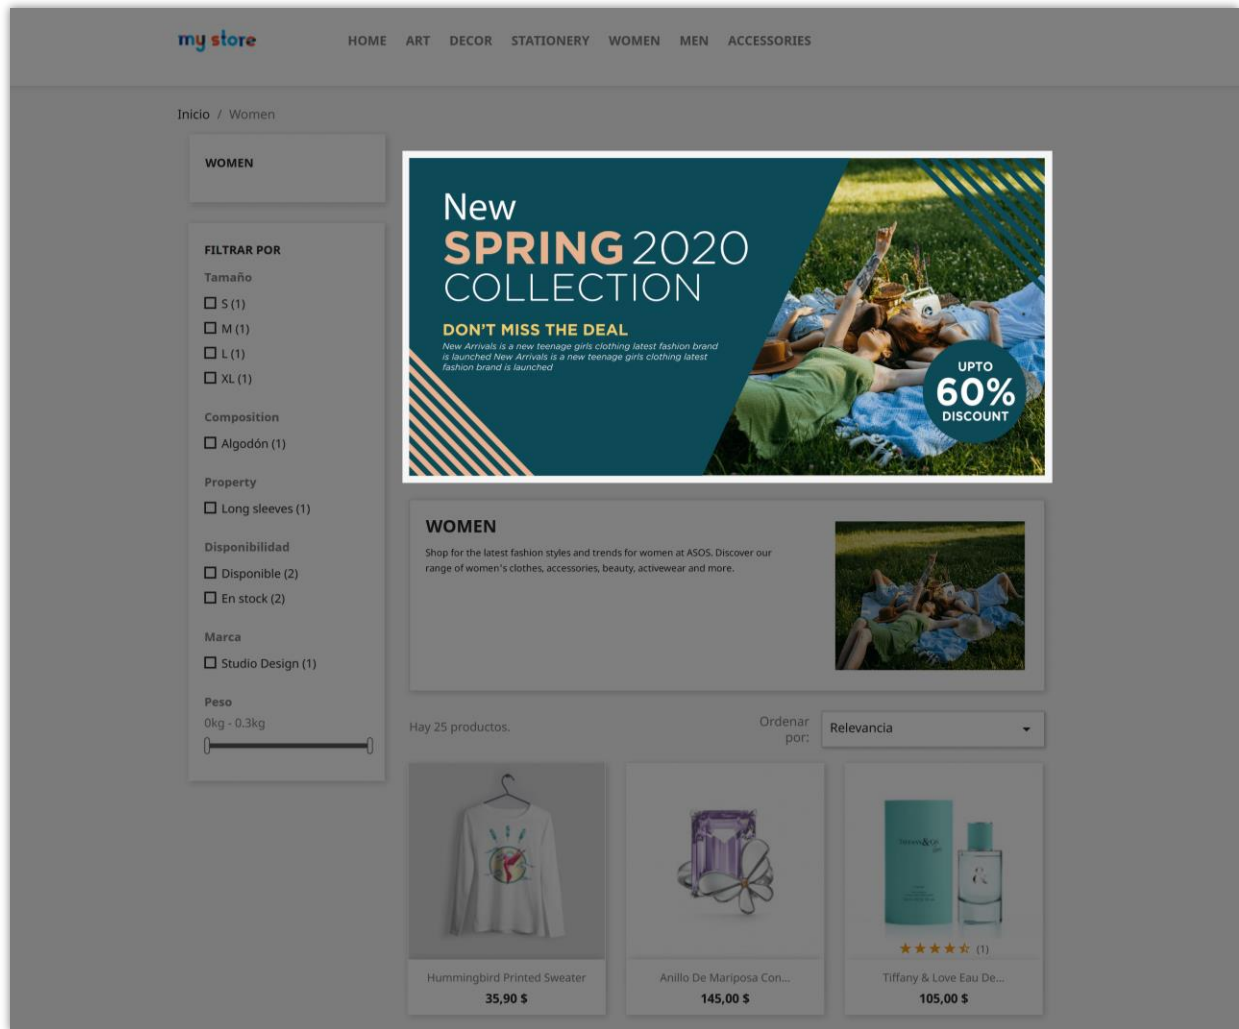 my store
HOME ART DECOR STATIONERY WOMEN MEN ACCESSORIES
Inicio / Women
WOMEN
FILTRAR POR
Tamaño
S (1)
M (1)
L (1)
XL (1)
Composition
Algodón (1)
Property
Long sleeves (1)
Disponibilidad
Disponible (2)
En stock (2)
Marca
Studio Design (1)
Peso
0kg - 0.3kg
New
SPRING 2020
COLLECTION
DON'T MISS THE DEAL
New Arrivals is a new teenage girls clothing latest fashion brand
is launched New Arrivals is a new teenage girls clothing latest
fashion brand is launched
UPTO
60%
DISCOUNT
WOMEN
Shop for the latest fashion styles and trends for women at ASOS. Discover our
range of women's clothes, accessories, beauty, activewear and more.
Hay 25 productos.
Ordenar
por:
Relevancia
Hummingbird Printed Sweater
35,90 $
Anillo De Mariposa Con...
145,00 $
Tiffany & Co.
&
(1)
Tiffany & Love Eau De...
105,00 $